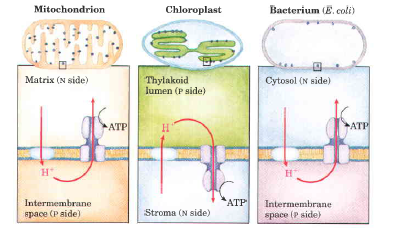 Mitochondrion
Matrix (N side)
ATP
H⁺
Intermembrane
space (P side)
Chloroplast
Thylakoid
lumen (P side)
H⁺
Stroma (N side)
ATP
Bacterium (E. coli)
Cytosol (N side)
ATP
H⁺
Intermembrane
space (P side)